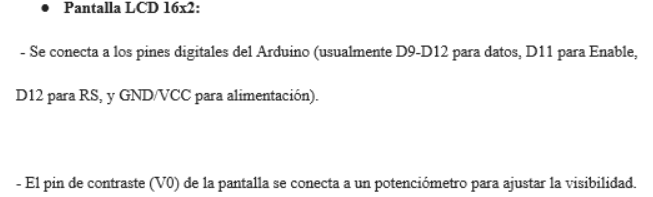 ● Pantalla LCD 16x2:
- Se conecta a los pines digitales del Arduino (usualmente D9-D12 para datos, D11 para Enable,
D12 para RS, y GND/VCC para alimentación).
- El pin de contraste (V0) de la pantalla se conecta a un potenciómetro para ajustar la visibilidad.